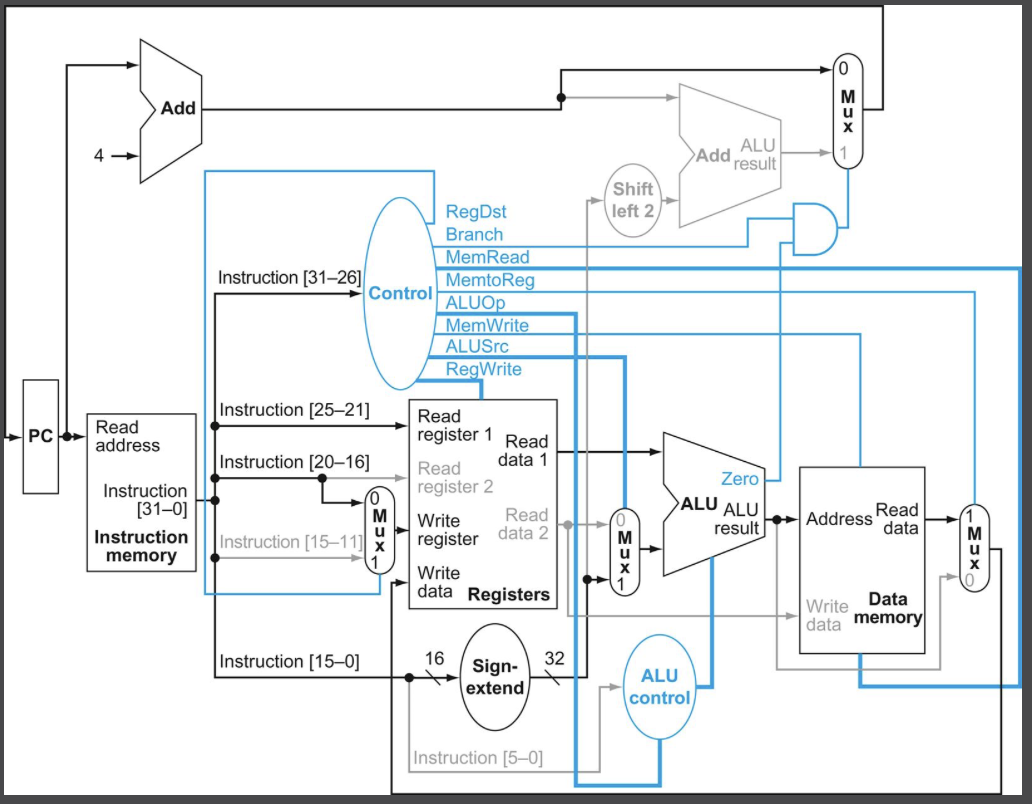 0
Mux
1
Add
4
Add
ALU
result
Shift
left 2
RegDst
Branch
MemRead
MemtoReg
ALUOp
MemWrite
ALUSrc
RegWrite
Instruction [31–26]
Control
PC
Read
address
Instruction
[31–0]
Instruction
memory
Instruction [25–21]
Instruction [20–16]
Instruction [15–11]
0
Mux
1
Read
register 1
Read
register 2
Write
register
Write
data
Read
data 1
Read
data 2
Registers
0
Mux
1
Zero
ALU
ALU
result
Address
Read
data
Write
data
Data
memory
1
Mux
0
Instruction [15–0]
16
Sign-
extend
32
ALU
control
Instruction [5–0]